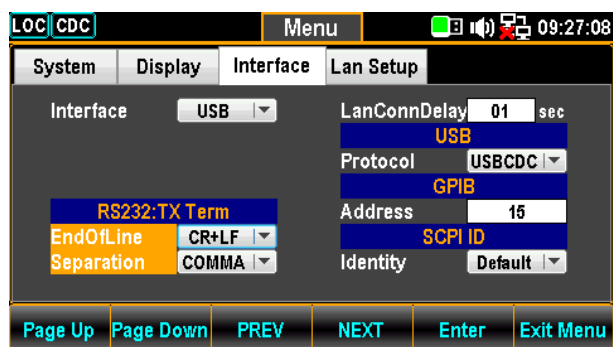 LOC CDC Menu 09:27:08
System Display Interface Lan Setup
Interface USB
LanConnDelay 01 sec
USB
Protocol USBCDC
GPIB
RS232:TX Term
Address 15
EndOfLine CR+LF
SCPI ID
Separation COMMA
Identity Default
Page Up Page Down PREV NEXT Enter Exit Menu